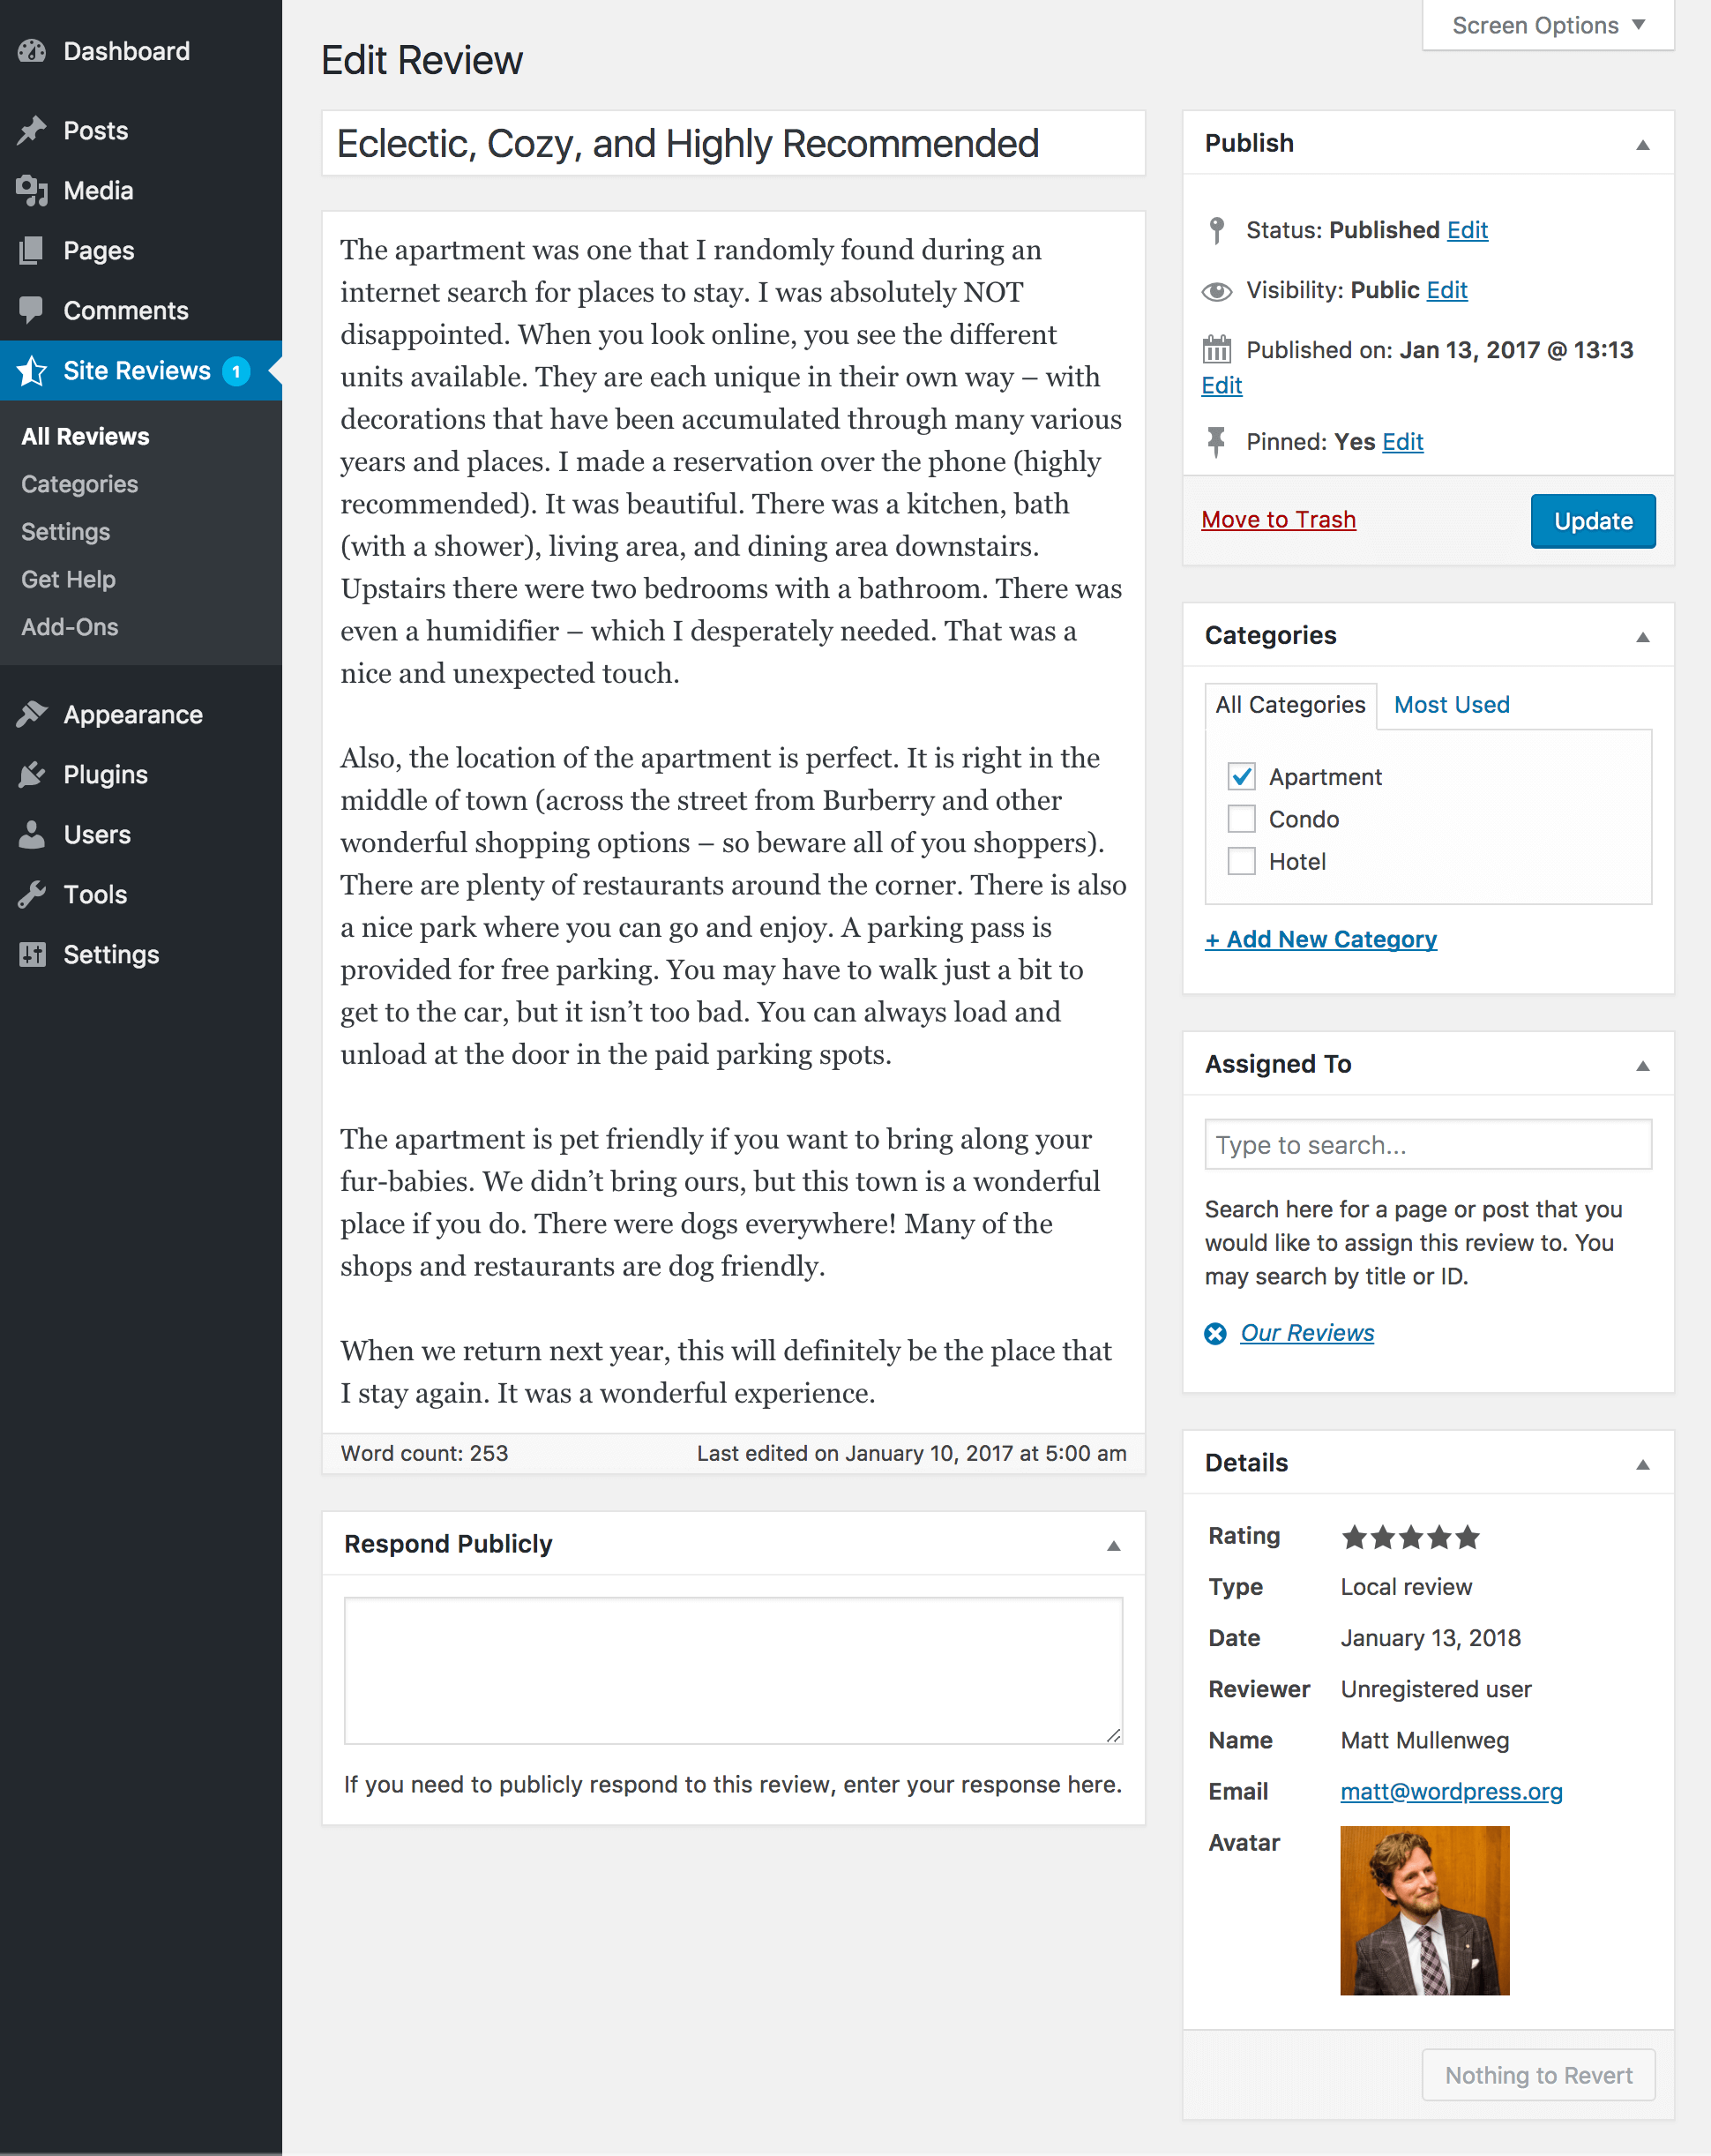 Dashboard
Posts
Media
Pages
Comments
Site Reviews 1
All Reviews
Categories
Settings
Get Help
Add-Ons
Appearance
Plugins
Users
Tools
Settings
Screen Options
Edit Review
Eclectic, Cozy, and Highly Recommended
The apartment was one that I randomly found during an
internet search for places to stay. I was absolutely NOT
disappointed. When you look online, you see the different
units available. They are each unique in their own way – with
decorations that have been accumulated through many various
years and places. I made a reservation over the phone (highly
recommended). It was beautiful. There was a kitchen, bath
(with a shower), living area, and dining area downstairs.
Upstairs there were two bedrooms with a bathroom. There was
even a humidifier – which I desperately needed. That was a
nice and unexpected touch.
Also, the location of the apartment is perfect. It is right in the
middle of town (across the street from Burberry and other
wonderful shopping options – so beware all of you shoppers).
There are plenty of restaurants around the corner. There is also
a nice park where you can go and enjoy. A parking pass is
provided for free parking. You may have to walk just a bit to
get to the car, but it isn’t too bad. You can always load and
unload at the door in the paid parking spots.
The apartment is pet friendly if you want to bring along your
fur-babies. We didn’t bring ours, but this town is a wonderful
place if you do. There were dogs everywhere! Many of the
shops and restaurants are dog friendly.
When we return next year, this will definitely be the place that
I stay again. It was a wonderful experience.
Word count: 253 Last edited on January 10, 2017 at 5:00 am
Respond Publicly
If you need to publicly respond to this review, enter your response here.
Publish
Status: Published Edit
Visibility: Public Edit
Published on: Jan 13, 2017 @ 13:13
Edit
Pinned: Yes Edit
Move to Trash Update
Categories
All Categories Most Used
Apartment
Condo
Hotel
+ Add New Category
Assigned To
Type to search...
Search here for a page or post that you
would like to assign this review to. You
may search by title or ID.
Our Reviews
Details
Rating
Type Local review
Date January 13, 2018
Reviewer Unregistered user
Name Matt Mullenweg
Email matt@wordpress.org
Avatar
Nothing to Revert